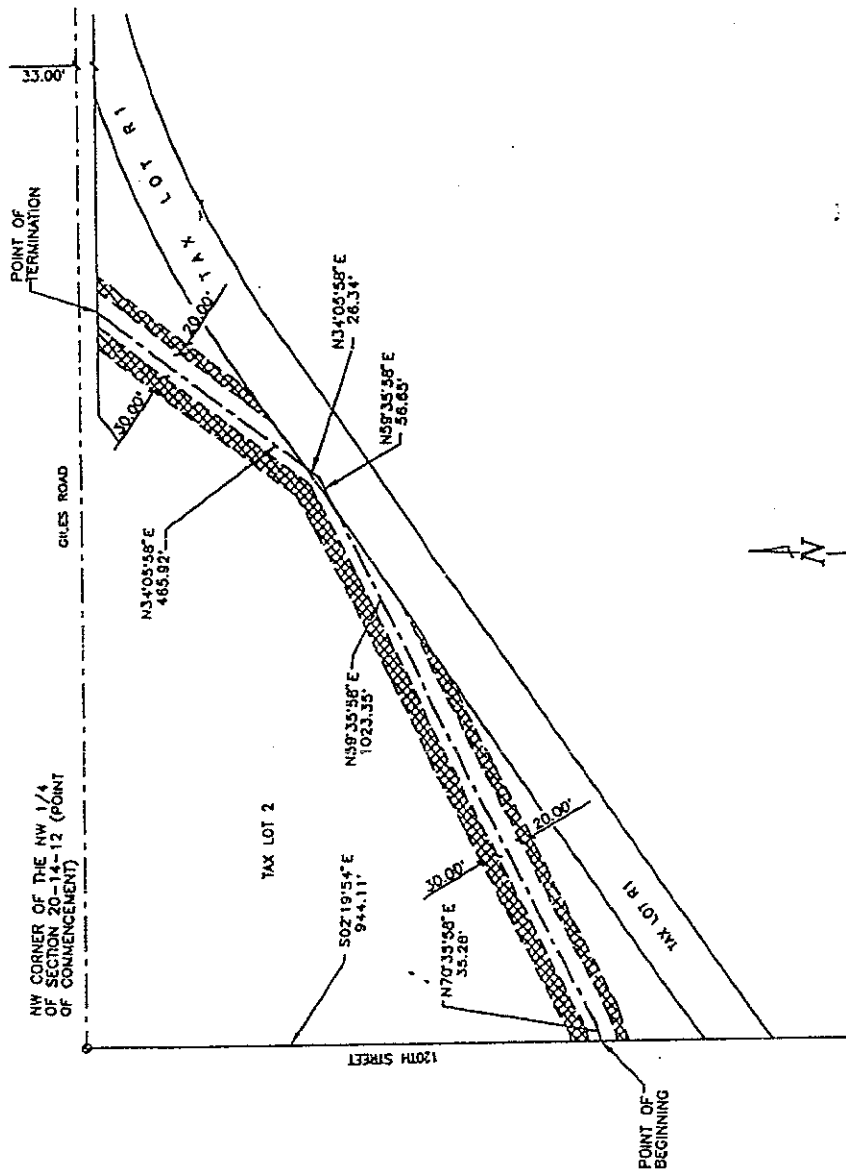 33.00'
POINT OF
TERMINATION
GILES ROAD
TAX LOT R1
20.00'
30.00'
N34°05'58"E
26.34'
N59°35'58"E
56.65'
N34°05'58"E
465.92'
NW CORNER OF THE NW 1/4
OF SECTION 20-14-12 (POINT
OF COMMENCEMENT)
TAX LOT 2
N59°35'58"E
1023.35'
S02°19'54"E
944.11'
30.00'
20.00'
N70°35'58"E
35.28'
TAX LOT R1
120TH STREET
POINT OF
BEGINNING
N